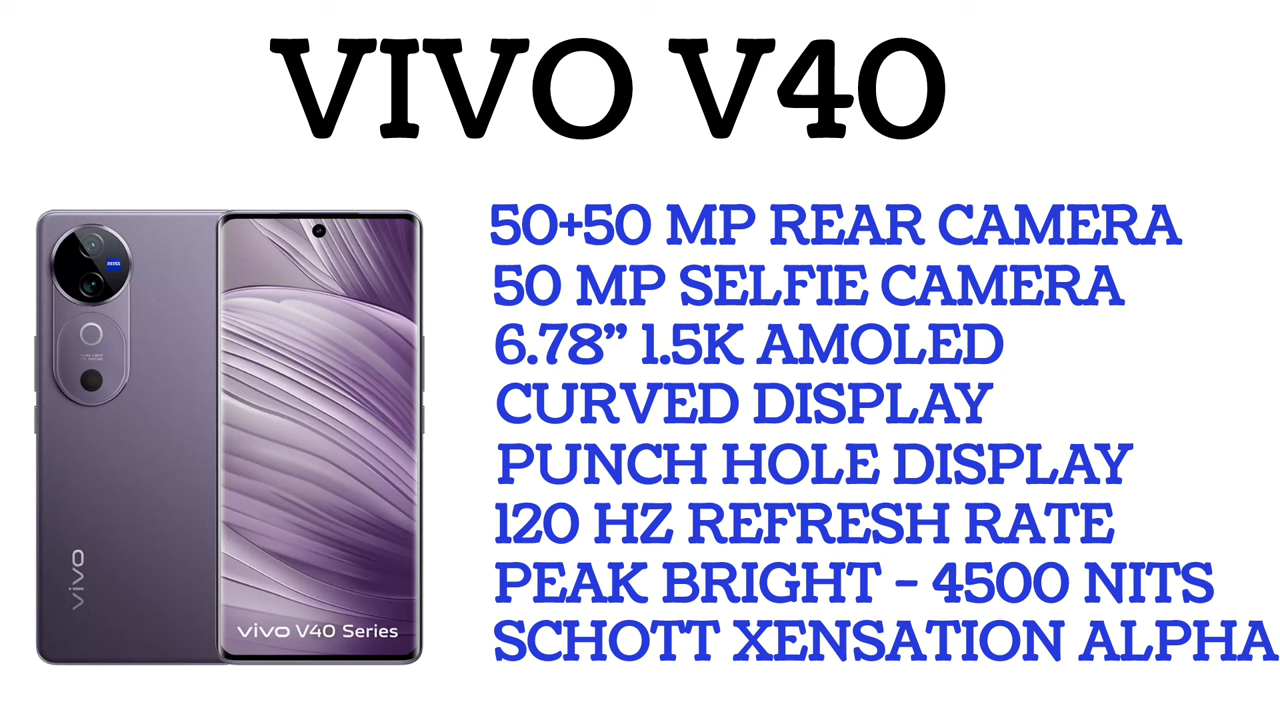 VIVO V40
50+50 MP REAR CAMERA
50 MP SELFIE CAMERA
6.78” 1.5K AMOLED
CURVED DISPLAY
PUNCH HOLE DISPLAY
120 HZ REFRESH RATE
PEAK BRIGHT - 4500 NITS
SCHOTT XENSATION ALPHA
ZEISS
vivo
vivo V40 Series